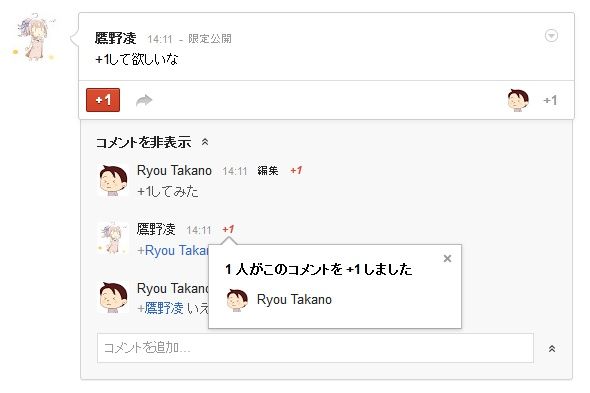 鷹野凌 14:11 - 限定公開
+1して欲しいな
+1
+1
コメントを非表示
Ryou Takano 14:11 編集 +1
+1してみた
鷹野凌 14:11 +1
+Ryou Takan
1 人がこのコメントを +1 しました
Ryou Takano
Ryou Takano
+鷹野凌 いえ
コメントを追加...